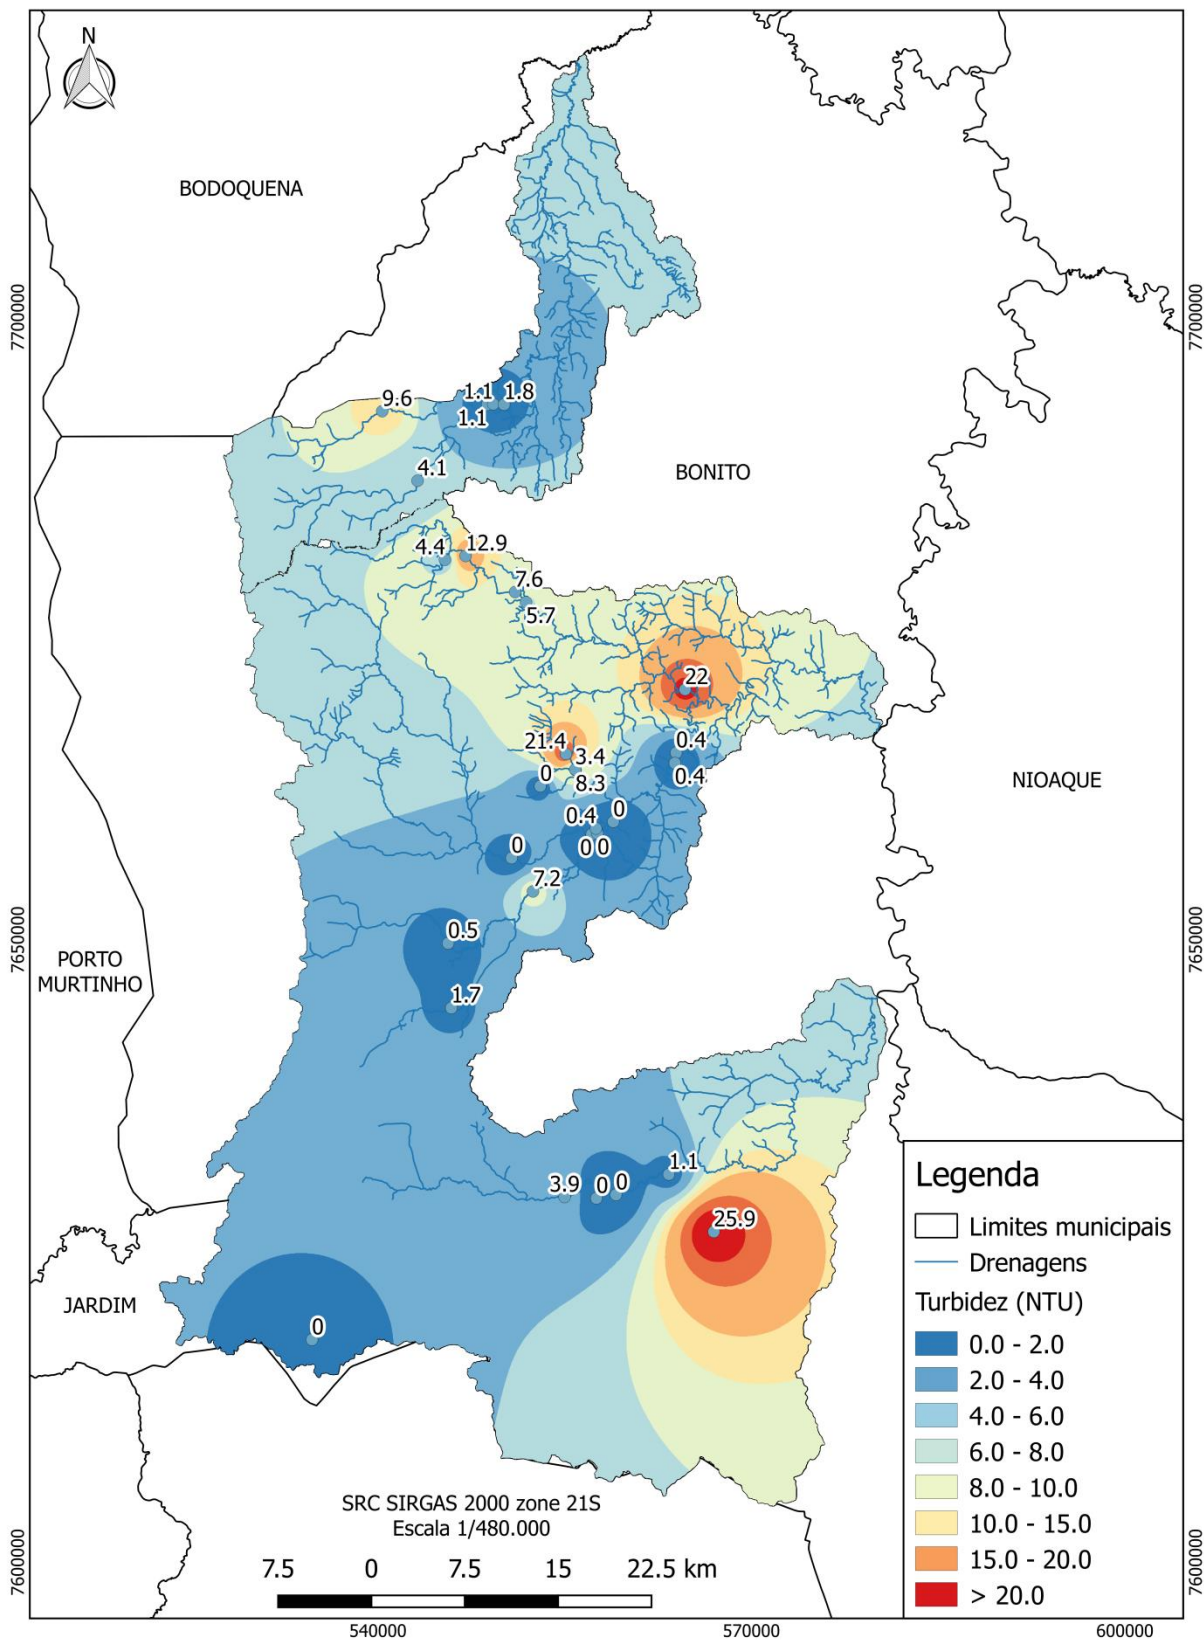 N
BODOQUENA
7700000
7700000
1.1
1.8
9.6
1.1
4.1
BONITO
4.4
12.9
7.6
5.7
22
21.4
3.4
0.4
0
8.3
0.4
NIOAQUE
0.4
0
0
0 0
7.2
0.5
7650000
7650000
PORTO
MURTINHO
1.7
1.1
3.9
0
0
25.9
JARDIM
0
Legenda
Limites municipais
Drenagens
Turbidez (NTU)
0.0 - 2.0
2.0 - 4.0
4.0 - 6.0
6.0 - 8.0
8.0 - 10.0
10.0 - 15.0
15.0 - 20.0
> 20.0
SRC SIRGAS 2000 zone 21S
Escala 1/480.000
7.5 0 7.5 15 22.5 km
7600000
7600000
540000
570000
600000